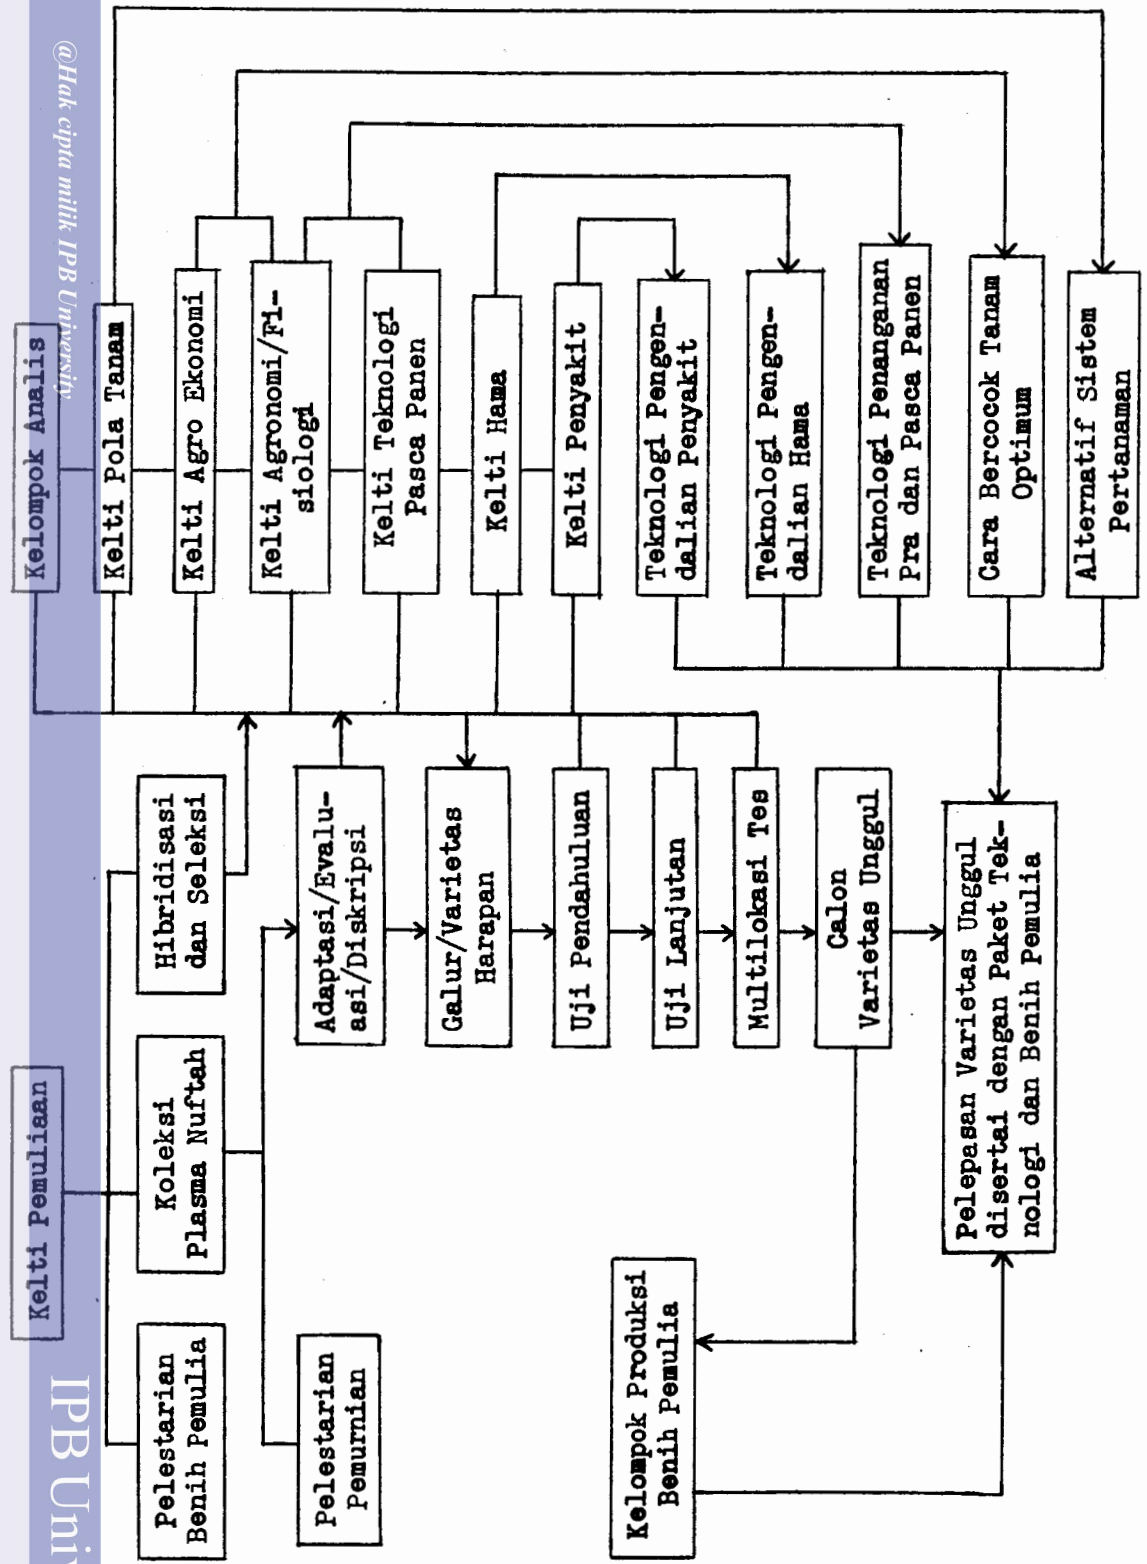 @Hak cipta milik IPB University
IPB Univ
Kelti Pemuliaan
Kelompok Analis
Pelestarian
Benih Pemulia
Koleksi
Plasma Nuftah
Hibridisasi
dan Seleksi
Kelti Pola Tanam
Kelti Agro Ekonomi
Kelti Agronomi/Fi-
siologi
Kelti Teknologi
Pasca Panen
Kelti Hama
Kelti Penyakit
Pelestarian
Pemurnian
Adaptasi/Evalu-
asi/Diskripsi
Galur/Varietas
Harapan
Uji Pendahuluan
Uji Lanjutan
Multilokasi Tes
Calon
Varietas Unggul
Teknologi Pengen-
dalian Penyakit
Teknologi Pengen-
dalian Hama
Teknologi Penanganan
Pra dan Pasca Panen
Cara Bercocok Tanam
Optimum
Alternatif Sistem
Pertanaman
Kelompok Produksi
Benih Pemulia
Pelepasan Varietas Unggul
disertai dengan Paket Tek-
nologi dan Benih Pemulia